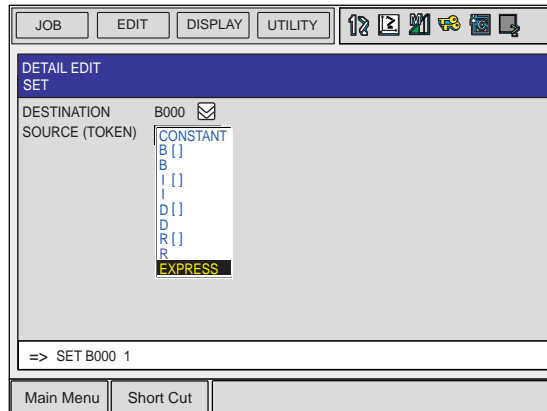 JOB EDIT DISPLAY UTILITY
DETAIL EDIT
SET
DESTINATION B000
SOURCE (TOKEN)
CONSTANT
B [ ]
B
I [ ]
I
D [ ]
D
R [ ]
R
EXPRESS
=> SET B000 1
Main Menu Short Cut